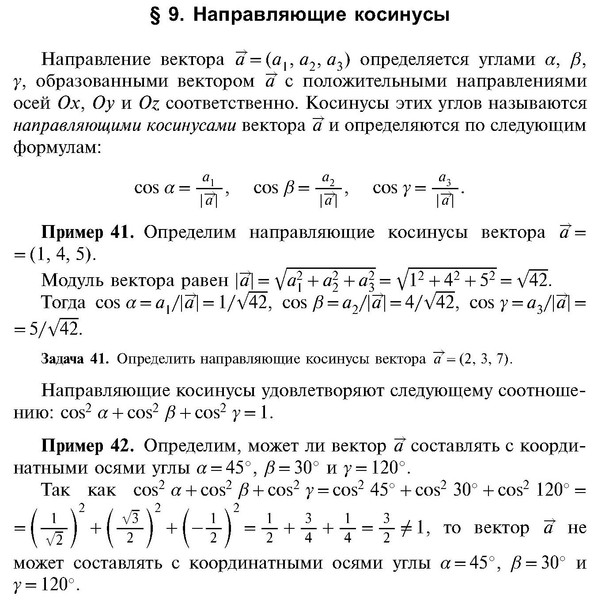 § 9. Направляющие косинусы
Направление вектора a⃗ = (a₁, a₂, a₃) определяется углами α, β,
γ, образованными вектором a⃗ с положительными направлениями
осей Ox, Oy и Oz соответственно. Косинусы этих углов называются
направляющими косинусами вектора a⃗ и определяются по следующим
формулам:
cos α = a₁/|a⃗|, cos β = a₂/|a⃗|, cos γ = a₃/|a⃗|.
Пример 41. Определим направляющие косинусы вектора a⃗ =
= (1, 4, 5).
Модуль вектора равен |a⃗| = √(a₁² + a₂² + a₃²) = √(1² + 4² + 5²) = √42.
Тогда cos α = a₁/|a⃗| = 1/√42, cos β = a₂/|a⃗| = 4/√42, cos γ = a₃/|a⃗| =
= 5/√42.
Задача 41. Определить направляющие косинусы вектора a⃗ = (2, 3, 7).
Направляющие косинусы удовлетворяют следующему соотноше-
нию: cos² α + cos² β + cos² γ = 1.
Пример 42. Определим, может ли вектор a⃗ составлять с коорди-
натными осями углы α = 45°, β = 30° и γ = 120°.
Так как cos² α + cos² β + cos² γ = cos² 45° + cos² 30° + cos² 120° =
= (1/√2)² + (√3/2)² + (−1/2)² = 1/2 + 3/4 + 1/4 = 3/2 ≠ 1, то вектор a⃗ не
может составлять с координатными осями углы α = 45°, β = 30° и
γ = 120°.